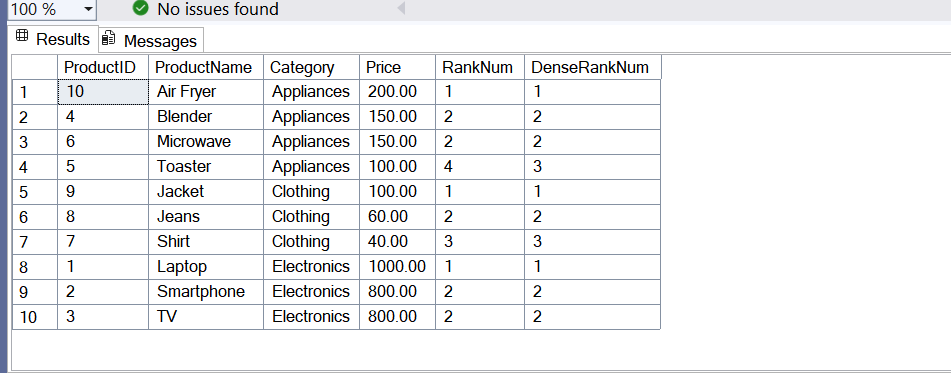 100 % No issues found
Results Messages
ProductID ProductName Category Price RankNum DenseRankNum
1 10 Air Fryer Appliances 200.00 1 1
2 4 Blender Appliances 150.00 2 2
3 6 Microwave Appliances 150.00 2 2
4 5 Toaster Appliances 100.00 4 3
5 9 Jacket Clothing 100.00 1 1
6 8 Jeans Clothing 60.00 2 2
7 7 Shirt Clothing 40.00 3 3
8 1 Laptop Electronics 1000.00 1 1
9 2 Smartphone Electronics 800.00 2 2
10 3 TV Electronics 800.00 2 2